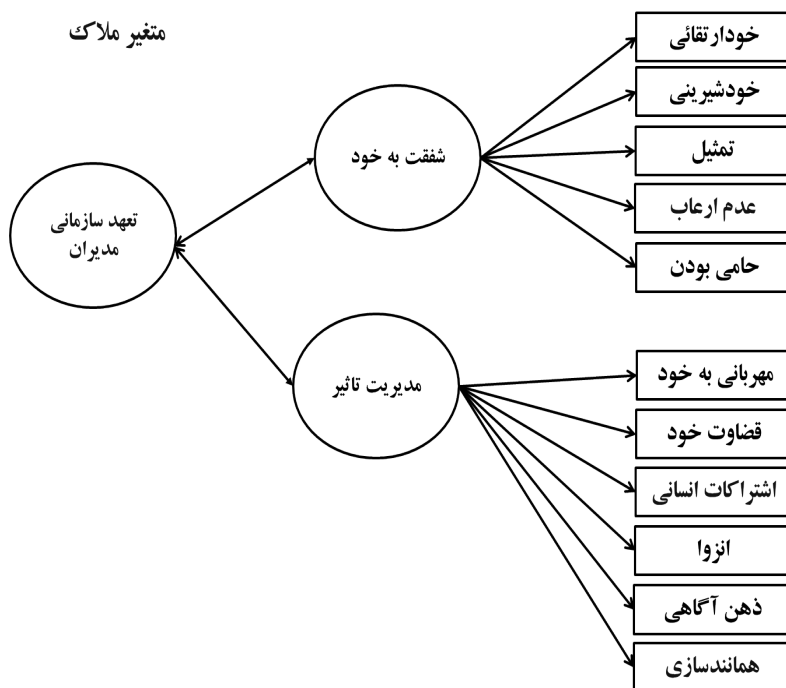 متغیر ملاک
تعهد سازمانی
مدیران
شفقت به خود
خودارتقائی
خودشیرینی
تمثیل
عدم ارعاب
حامی بودن
مدیریت تاثیر
مهربانی به خود
قضاوت خود
اشتراکات انسانی
انزوا
ذهن آگاهی
همانندسازی